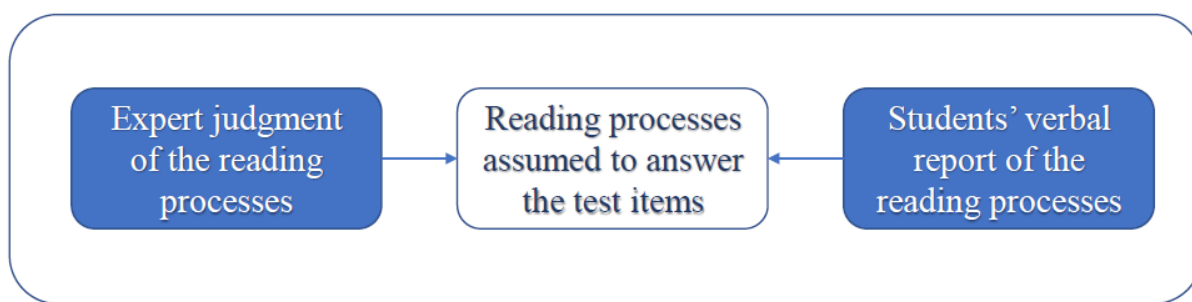 Expert judgment
of the reading
processes
Reading processes
assumed to answer
the test items
Students’ verbal
report of the
reading processes